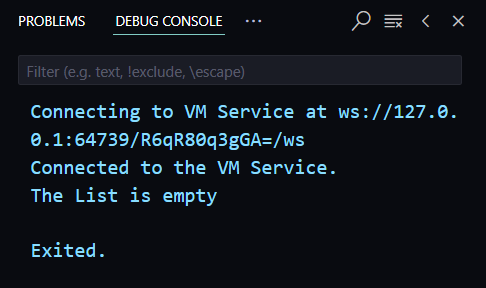 PROBLEMS DEBUG CONSOLE ...
Filter (e.g. text, !exclude, \escape)
Connecting to VM Service at ws://127.0.
0.1:64739/R6qR80q3gGA=/ws
Connected to the VM Service.
The List is empty
Exited.